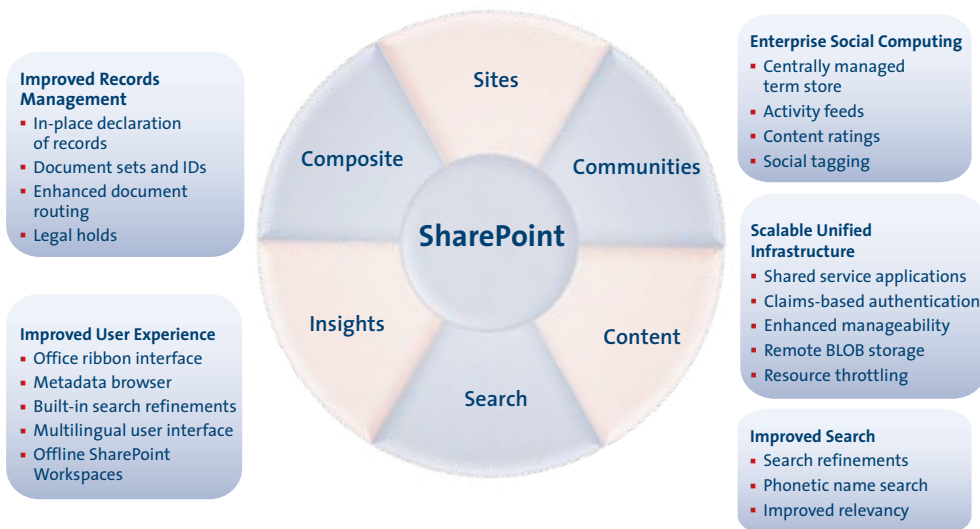 Improved Records
Management
▪ In-place declaration
of records
▪ Document sets and IDs
▪ Enhanced document
routing
▪ Legal holds
Improved User Experience
▪ Office ribbon interface
▪ Metadata browser
▪ Built-in search refinements
▪ Multilingual user interface
▪ Offline SharePoint
Workspaces
Sites
Composite
Communities
SharePoint
Insights
Content
Search
Enterprise Social Computing
▪ Centrally managed
term store
▪ Activity feeds
▪ Content ratings
▪ Social tagging
Scalable Unified
Infrastructure
▪ Shared service applications
▪ Claims-based authentication
▪ Enhanced manageability
▪ Remote BLOB storage
▪ Resource throttling
Improved Search
▪ Search refinements
▪ Phonetic name search
▪ Improved relevancy